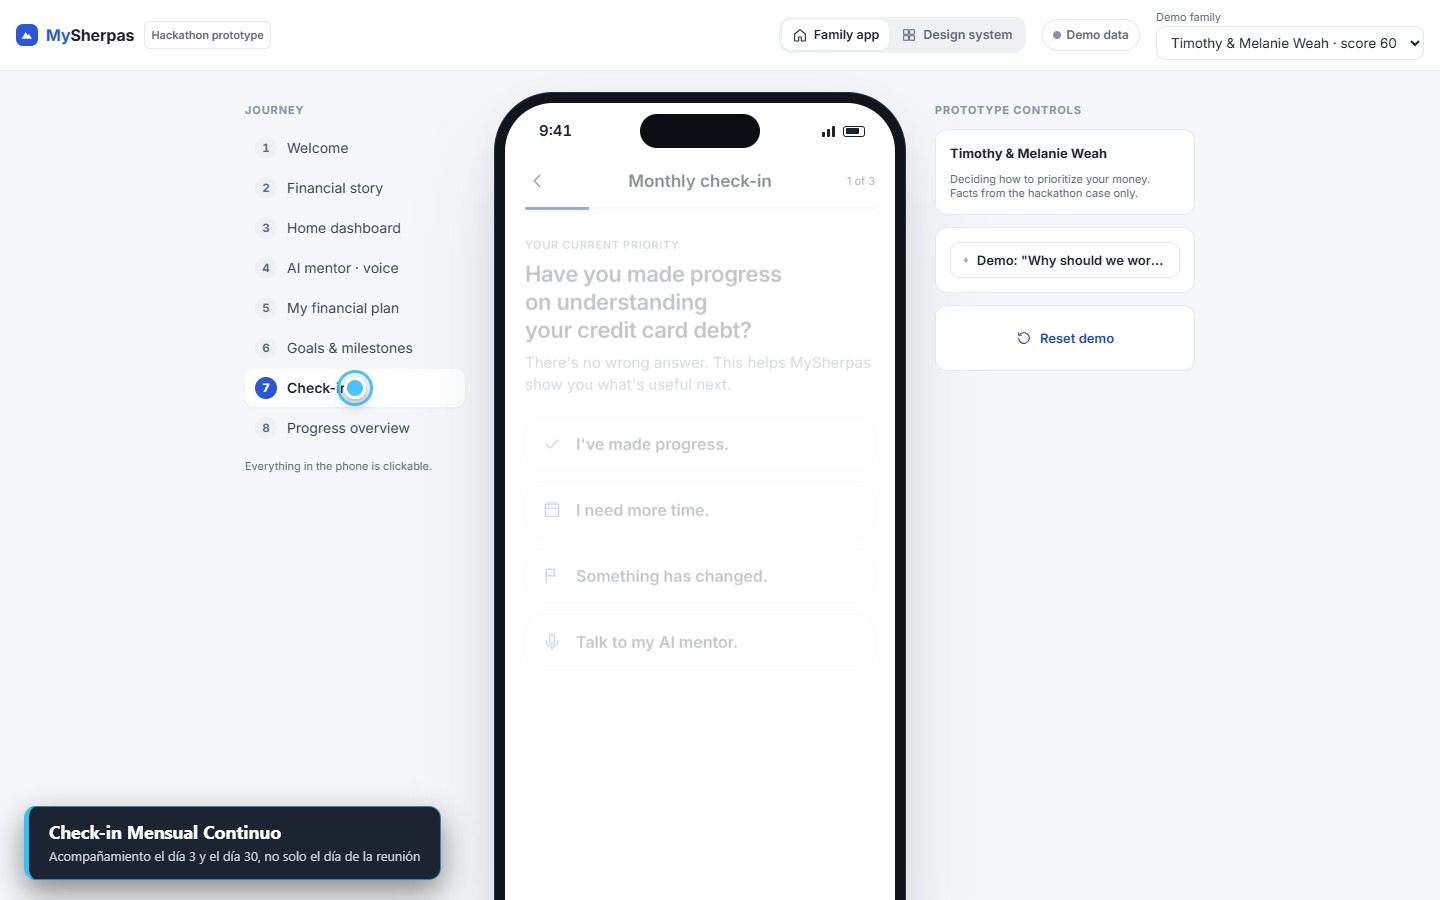 MySherpas
Hackathon prototype
Family app
Design system
Demo data
Demo family
Timothy & Melanie Weah · score 60
JOURNEY
1 Welcome
2 Financial story
3 Home dashboard
4 AI mentor · voice
5 My financial plan
6 Goals & milestones
7 Check-in
8 Progress overview
Everything in the phone is clickable.
9:41
Monthly check-in
1 of 3
YOUR CURRENT PRIORITY
Have you made progress
on understanding
your credit card debt?
There's no wrong answer. This helps MySherpas
show you what's useful next.
I've made progress.
I need more time.
Something has changed.
Talk to my AI mentor.
PROTOTYPE CONTROLS
Timothy & Melanie Weah
Deciding how to prioritize your money.
Facts from the hackathon case only.
Demo: "Why should we wor...
Reset demo
Check-in Mensual Continuo
Acompañamiento el día 3 y el día 30, no solo el día de la reunión